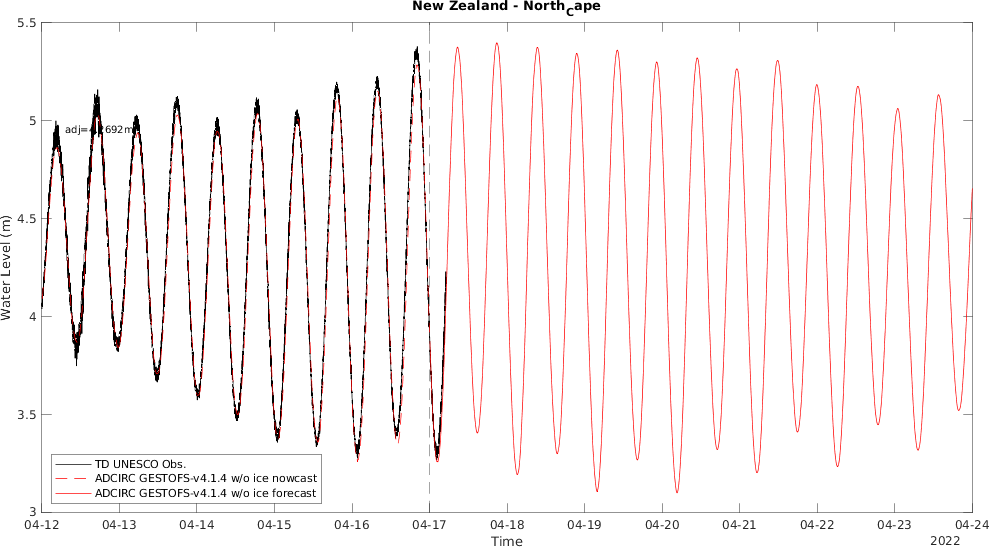 New Zealand - NorthCape
5.5
5
4.5
4
3.5
3
Water Level (m)
TD UNESCO Obs.
ADCIRC GESTOFS-v4.1.4 w/o ice nowcast
ADCIRC GESTOFS-v4.1.4 w/o ice forecast
04-12 04-13 04-14 04-15 04-16 04-17 04-18 04-19 04-20 04-21 04-22 04-23 04-24
Time
2022